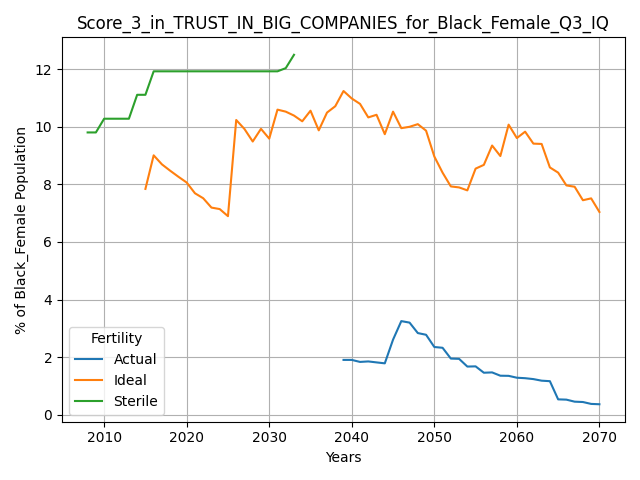 Score_3_in_TRUST_IN_BIG_COMPANIES_for_Black_Female_Q3_IQ
% of Black_Female Population
12
10
8
6
4
2
0
Fertility
Actual
Ideal
Sterile
2010 2020 2030 2040 2050 2060 2070
Years